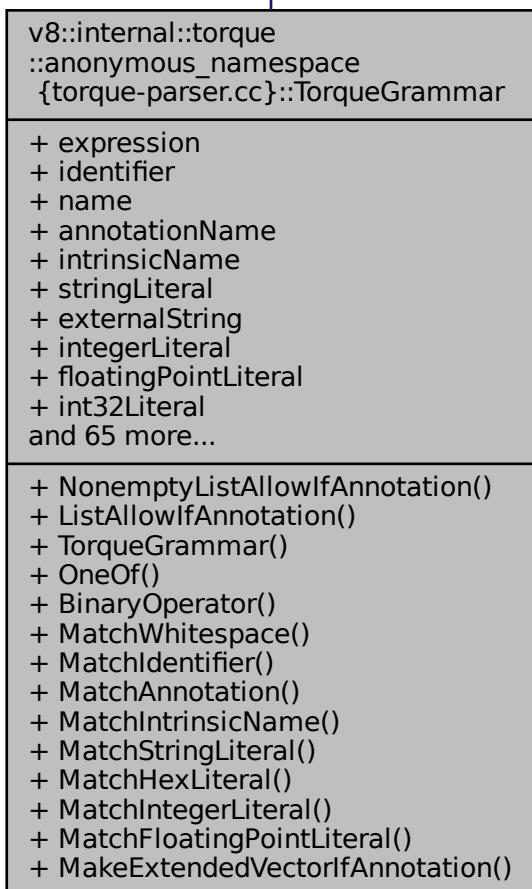 v8::internal::torque
::anonymous_namespace
{torque-parser.cc}::TorqueGrammar
+ expression
+ identifier
+ name
+ annotationName
+ intrinsicName
+ stringLiteral
+ externalString
+ integerLiteral
+ floatingPointLiteral
+ int32Literal
and 65 more...
+ NonemptyListAllowIfAnnotation()
+ ListAllowIfAnnotation()
+ TorqueGrammar()
+ OneOf()
+ BinaryOperator()
+ MatchWhitespace()
+ MatchIdentifier()
+ MatchAnnotation()
+ MatchIntrinsicName()
+ MatchStringLiteral()
+ MatchHexLiteral()
+ MatchIntegerLiteral()
+ MatchFloatingPointLiteral()
+ MakeExtendedVectorIfAnnotation()